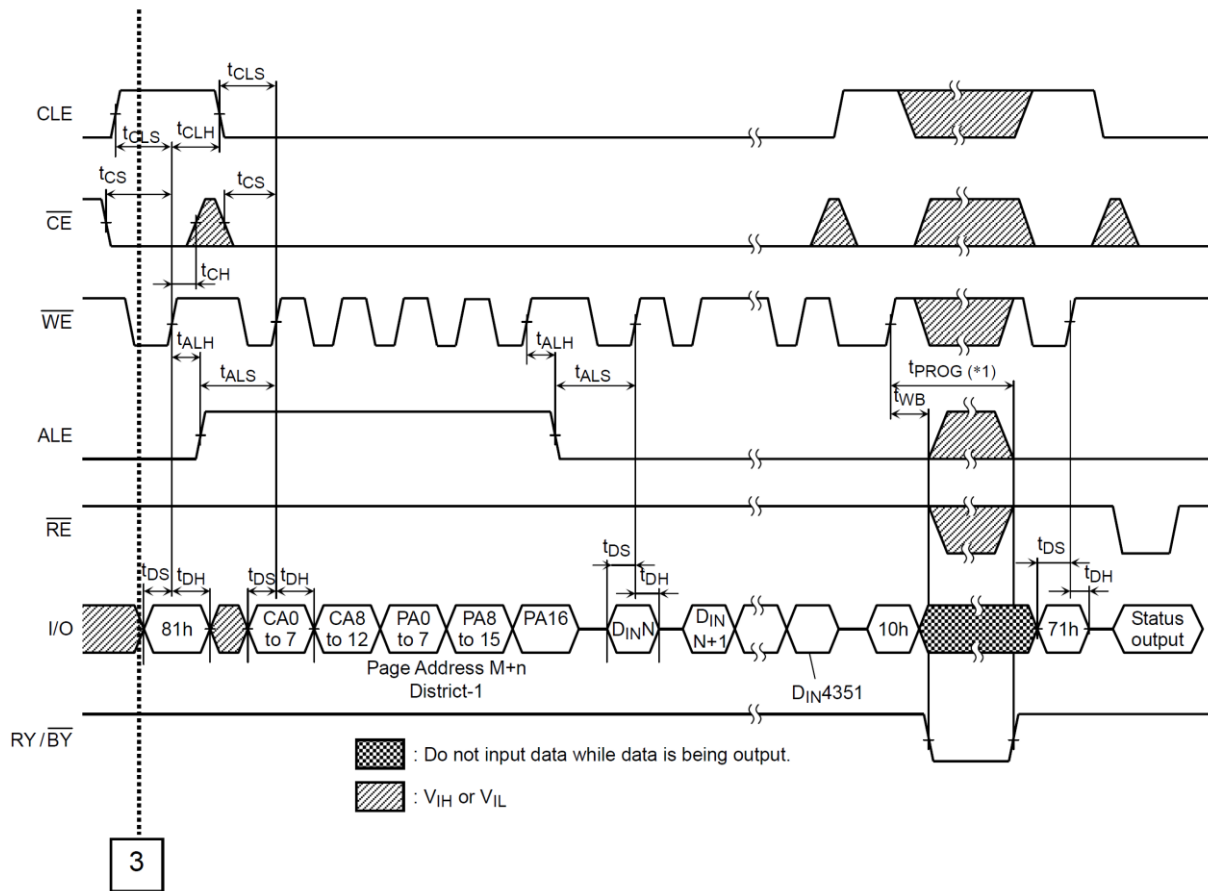 tCLS
CLE
tCLS tCLH
tCS tCS
CE
tCH
WE
tALH tALH
tALS tALS tPROG (*1)
tWB
ALE
RE
tDS tDH tDS tDH tDS tDH tDS tDH
I/O 81h CA0 to 7 CA8 to 12 PA0 to 7 PA8 to 15 PA16 DINN DIN N+1 10h 71h Status output
Page Address M+n
District-1
DIN4351
RY / BY
: Do not input data while data is being output.
: VIH or VIL
3